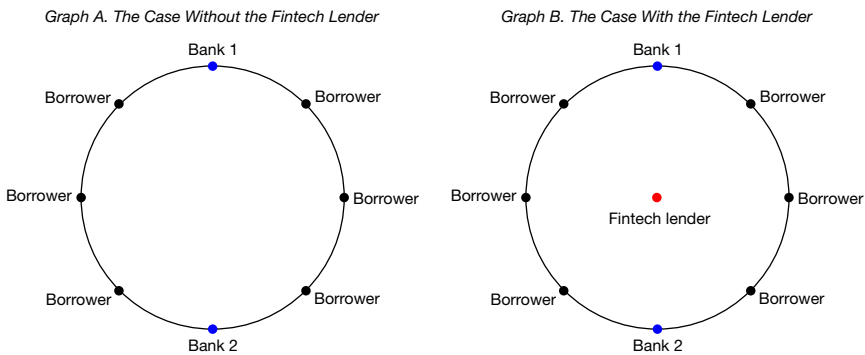 Graph A. The Case Without the Fintech Lender
Bank 1
Borrower
Borrower
Borrower
Borrower
Borrower
Borrower
Bank 2
Graph B. The Case With the Fintech Lender
Bank 1
Borrower
Borrower
Borrower
Borrower
Fintech lender
Borrower
Borrower
Bank 2